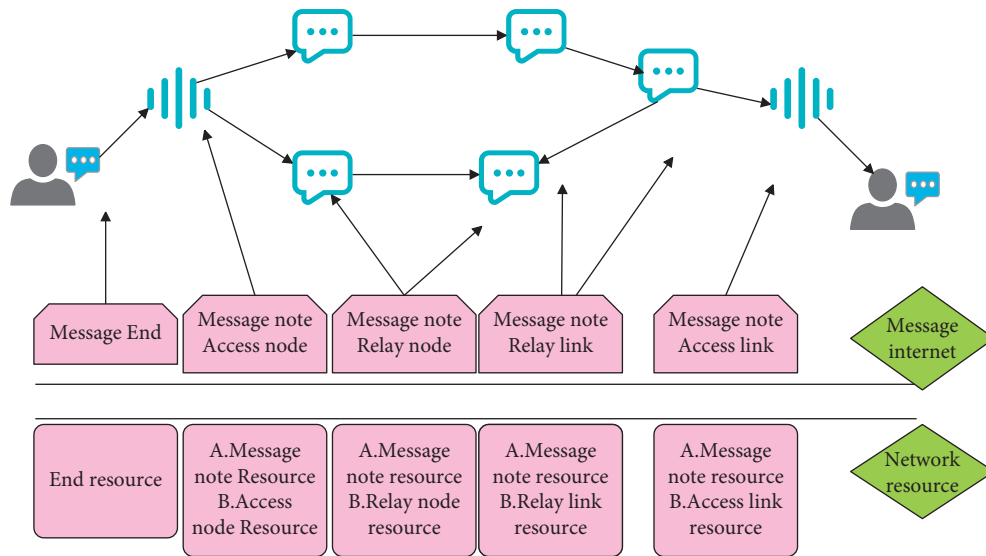 Message End
Message note
Access node
Message note
Relay node
Message note
Relay link
Message note
Access link
Message
internet
End resource
A.Message
note Resource
B.Access
node Resource
A.Message
note resource
B.Relay node
resource
A.Message
note resource
B.Relay link
resource
A.Message
note resource
B.Access link
resource
Network
resource